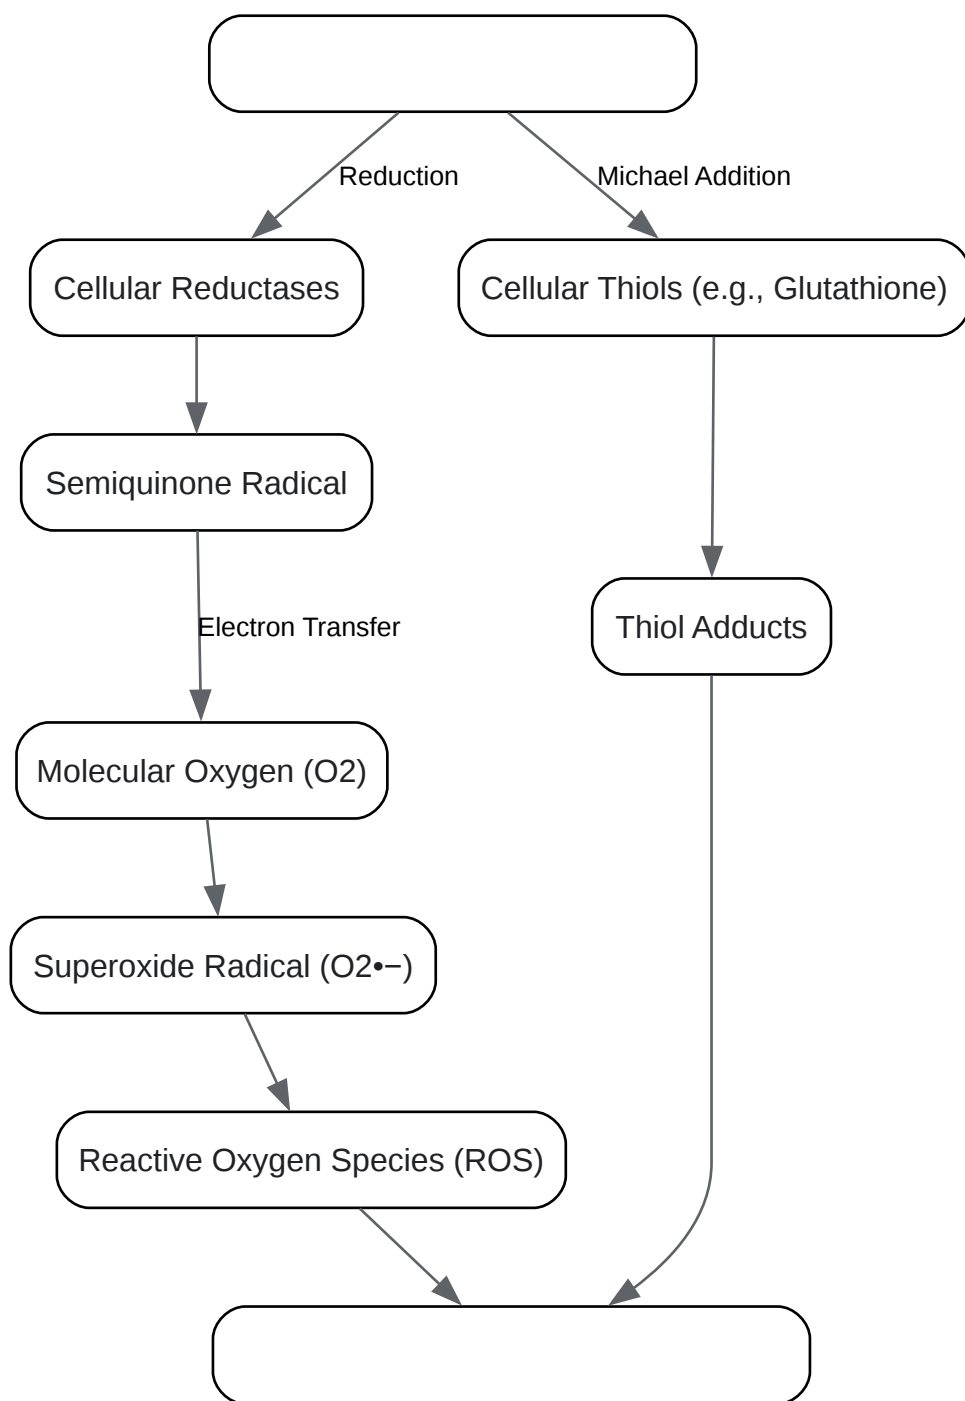 Reduction
Michael Addition
Cellular Reductases
Cellular Thiols (e.g., Glutathione)
Semiquinone Radical
Electron Transfer
Thiol Adducts
Molecular Oxygen (O2)
Superoxide Radical (O2•−)
Reactive Oxygen Species (ROS)